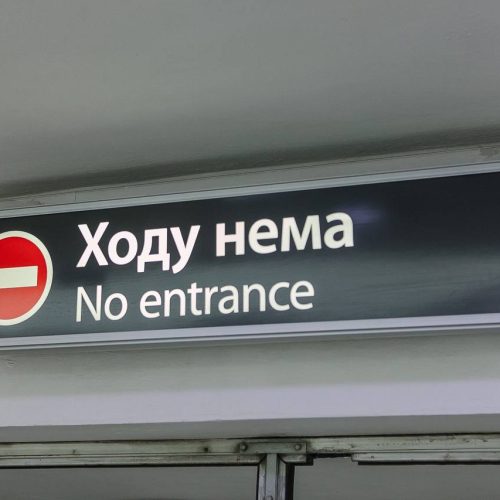 Ходу нема
No entrance